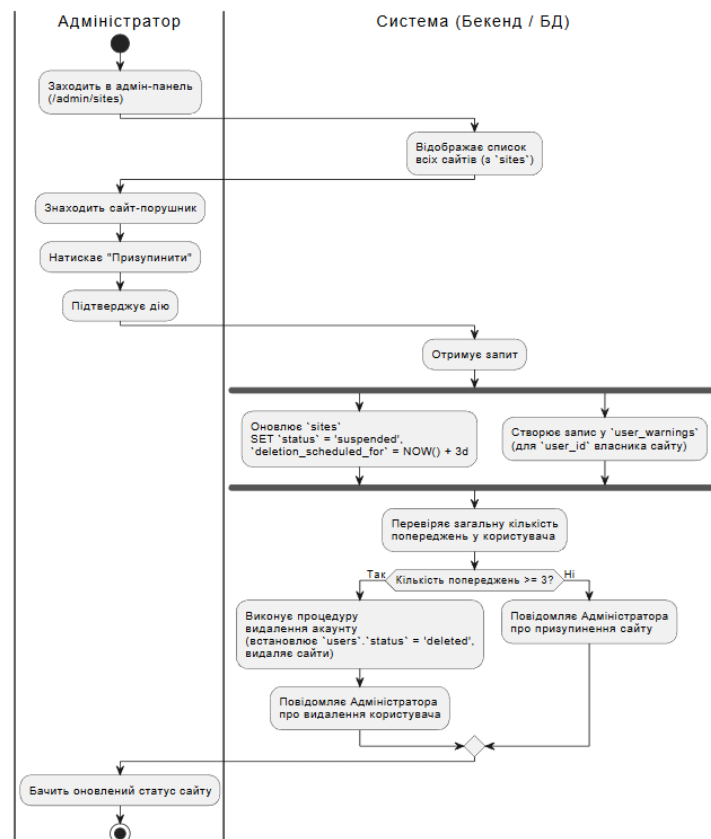 Адміністратор
Система (Бекенд / БД)
Заходить в адмін-панель
(/admin/sites)
Відображає список
всіх сайтів (з `sites`)
Знаходить сайт-порушник
Натискає "Призупинити"
Підтверджує дію
Отримує запит
Оновлює `sites`
SET `status` = 'suspended',
`deletion_scheduled_for` = NOW() + 3d
Створює запис у `user_warnings`
(для `user_id` власника сайту)
Перевіряє загальну кількість
попереджень у користувача
Так
Кількість попереджень >= 3?
Ні
Виконує процедуру
видалення акаунту
(встановлює `users`.`status` = 'deleted',
видаляє сайти)
Повідомляє Адміністратора
про призупинення сайту
Повідомляє Адміністратора
про видалення користувача
Бачить оновлений статус сайту